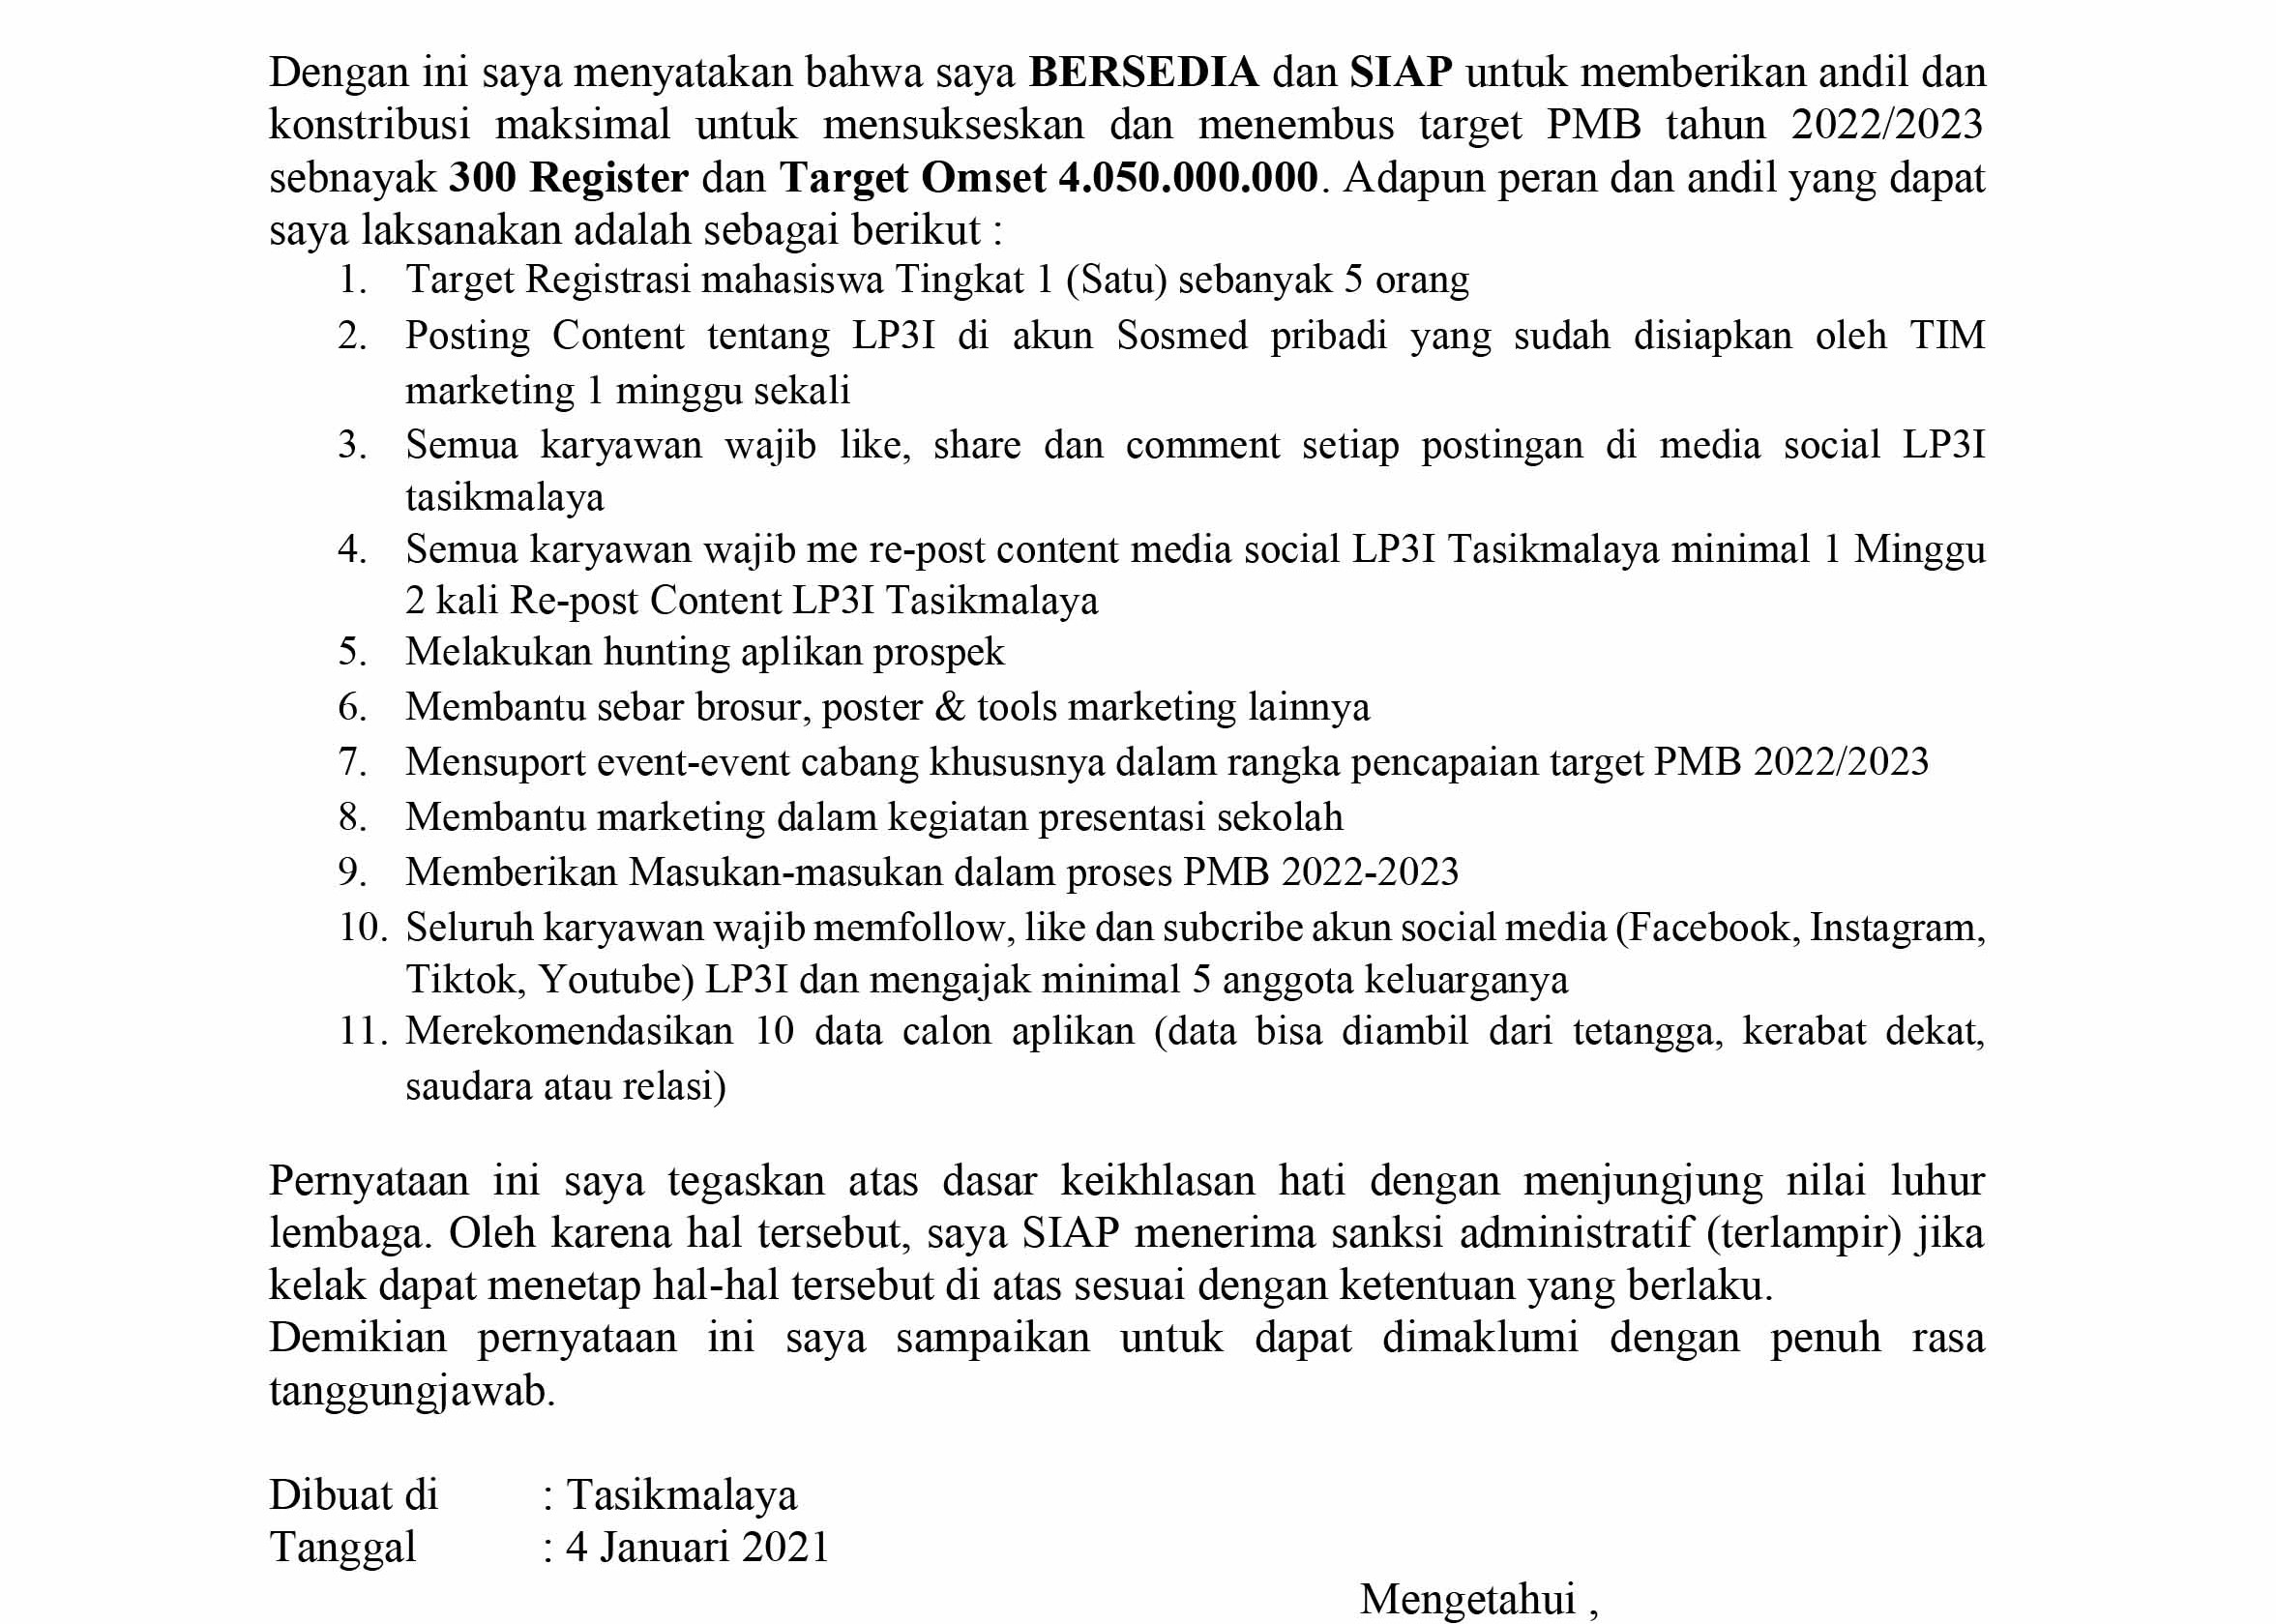 Dengan ini saya menyatakan bahwa saya BERSEDIA dan SIAP untuk memberikan andil dan
konstribusi maksimal untuk mensukseskan dan menembus target PMB tahun 2022/2023
sebnayak 300 Register dan Target Omset 4.050.000.000. Adapun peran dan andil yang dapat
saya laksanakan adalah sebagai berikut :
1. Target Registrasi mahasiswa Tingkat 1 (Satu) sebanyak 5 orang
2. Posting Content tentang LP3I di akun Sosmed pribadi yang sudah disiapkan oleh TIM
marketing 1 minggu sekali
3. Semua karyawan wajib like, share dan comment setiap postingan di media social LP3I
tasikmalaya
4. Semua karyawan wajib me re-post content media social LP3I Tasikmalaya minimal 1 Minggu
2 kali Re-post Content LP3I Tasikmalaya
5. Melakukan hunting aplikan prospek
6. Membantu sebar brosur, poster & tools marketing lainnya
7. Mensuport event-event cabang khususnya dalam rangka pencapaian target PMB 2022/2023
8. Membantu marketing dalam kegiatan presentasi sekolah
9. Memberikan Masukan-masukan dalam proses PMB 2022-2023
10. Seluruh karyawan wajib memfollow, like dan subcribe akun social media (Facebook, Instagram,
Tiktok, Youtube) LP3I dan mengajak minimal 5 anggota keluarganya
11. Merekomendasikan 10 data calon aplikan (data bisa diambil dari tetangga, kerabat dekat,
saudara atau relasi)
Pernyataan ini saya tegaskan atas dasar keikhlasan hati dengan menjungjung nilai luhur
lembaga. Oleh karena hal tersebut, saya SIAP menerima sanksi administratif (terlampir) jika
kelak dapat menetap hal-hal tersebut di atas sesuai dengan ketentuan yang berlaku.
Demikian pernyataan ini saya sampaikan untuk dapat dimaklumi dengan penuh rasa
tanggungjawab.
Dibuat di : Tasikmalaya
Tanggal : 4 Januari 2021
Mengetahui ,